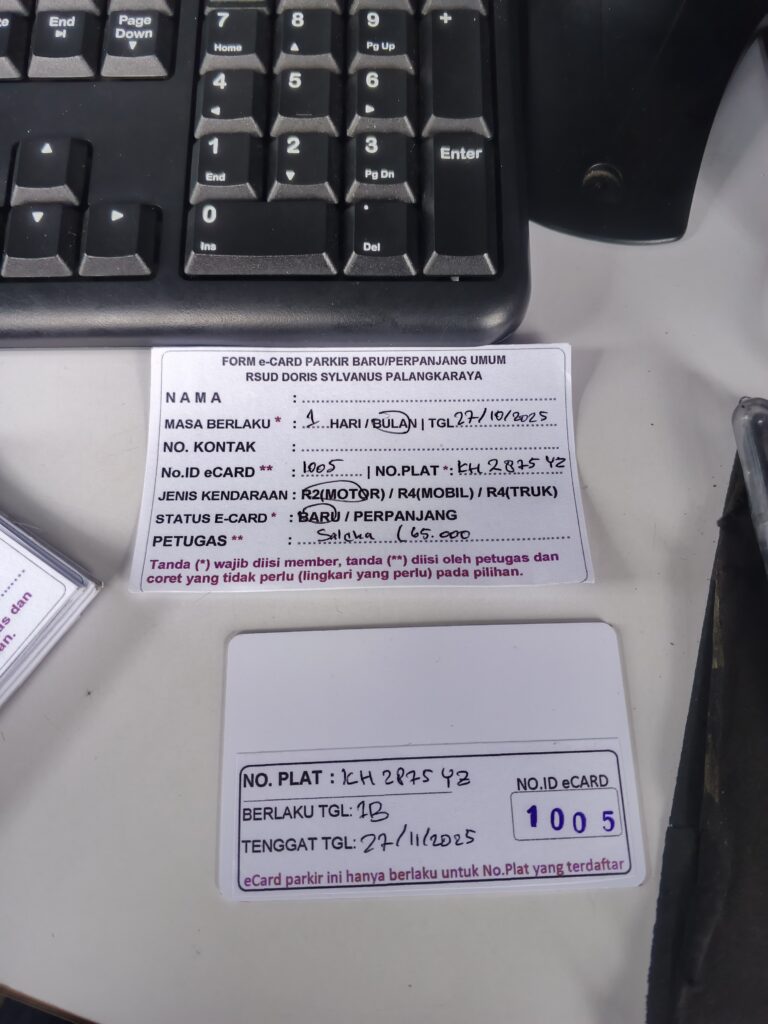 End
Page
Down
7
Home
8
9
Pg Up
+
4
5
6
1
End
2
3
Pg Dn
Enter
0
Ins
.
Del
FORM e-CARD PARKIR BARU/PERPANJANG UMUM
RSUD DORIS SYLVANUS PALANGKARAYA
N A M A :
MASA BERLAKU * : 1 HARI / BULAN | TGL 27/10/2025
NO. KONTAK :
No.ID eCARD ** : 1005 | NO.PLAT * : KH 2875 YZ
JENIS KENDARAAN : R2(MOTOR) / R4(MOBIL) / R4(TRUK)
STATUS E-CARD * : BARU / PERPANJANG
PETUGAS ** : (65.000
Tanda (*) wajib diisi member, tanda (**) diisi oleh petugas dan
coret yang tidak perlu (lingkari yang perlu) pada pilihan.
us dan
an.
NO. PLAT : KH 2875 YZ
NO.ID eCARD
1005
BERLAKU TGL: 1B
TENGGAT TGL: 27/11/2025
eCard parkir ini hanya berlaku untuk No.Plat yang terdaftar